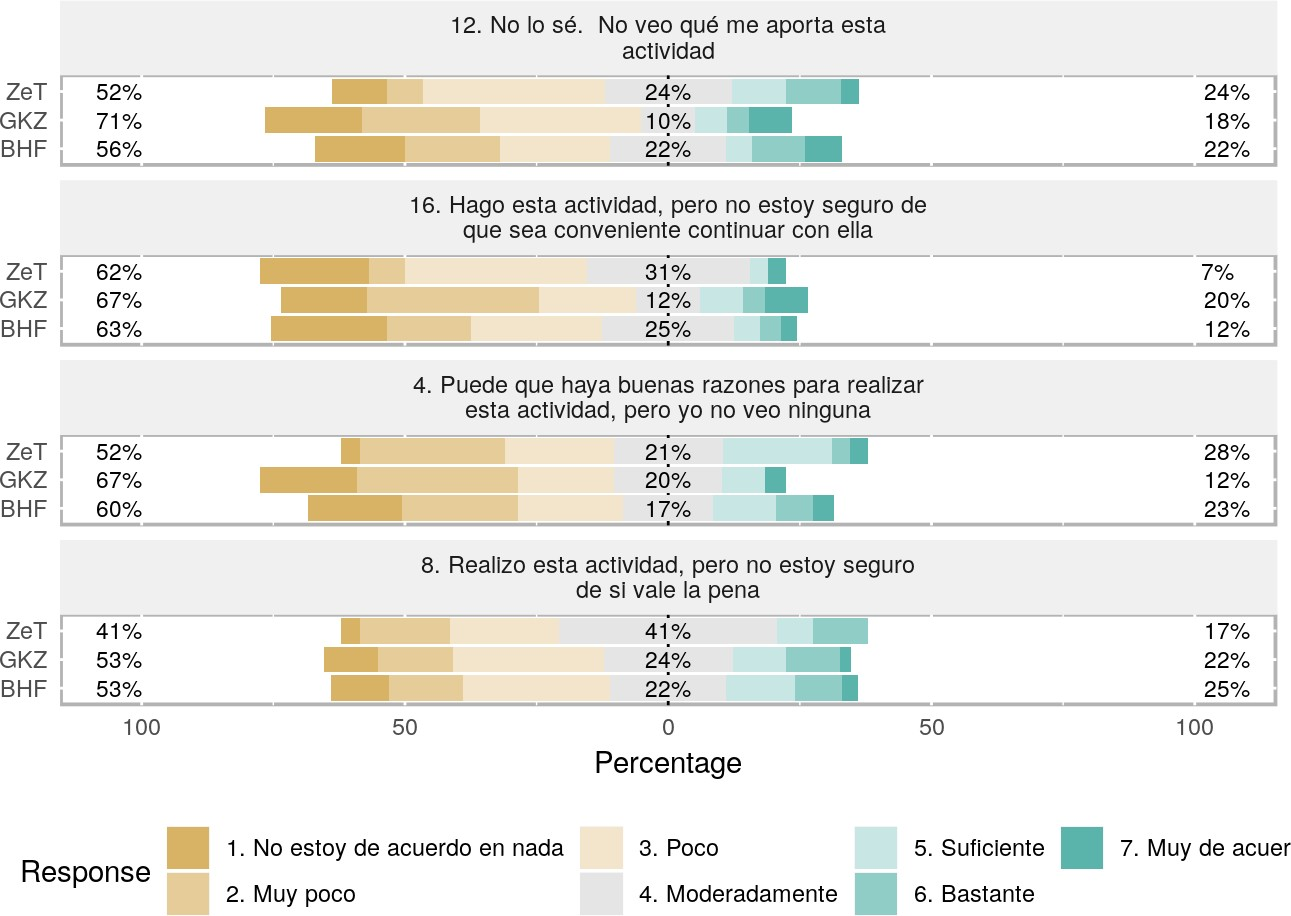 12. No lo sé.  No veo qué me aporta esta
actividad
ZeT 52% 24% 24%
GKZ 71% 10% 18%
BHF 56% 22% 22%
16. Hago esta actividad, pero no estoy seguro de
que sea conveniente continuar con ella
ZeT 62% 31% 7%
GKZ 67% 12% 20%
BHF 63% 25% 12%
4. Puede que haya buenas razones para realizar
esta actividad, pero yo no veo ninguna
ZeT 52% 21% 28%
GKZ 67% 20% 12%
BHF 60% 17% 23%
8. Realizo esta actividad, pero no estoy seguro
de si vale la pena
ZeT 41% 41% 17%
GKZ 53% 24% 22%
BHF 53% 22% 25%
100 50 0 50 100
Percentage
Response
1. No estoy de acuerdo en nada 3. Poco 5. Suficiente 7. Muy de acuer
2. Muy poco 4. Moderadamente 6. Bastante